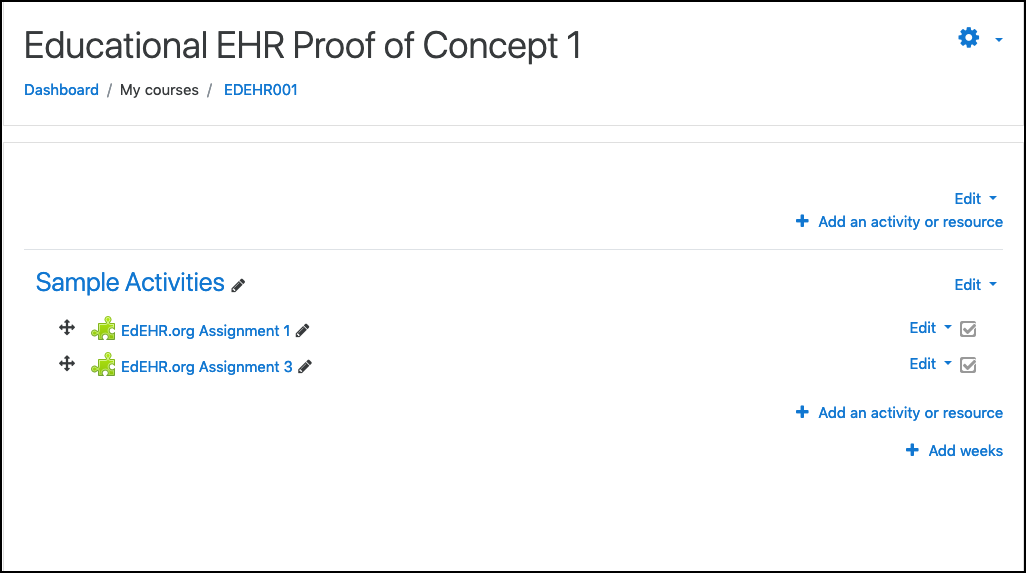 Educational EHR Proof of Concept 1
Dashboard / My courses / EDEHR001
Edit
Add an activity or resource
Sample Activities Edit
EdEHR.org Assignment 1 Edit
EdEHR.org Assignment 3 Edit
Add an activity or resource
Add weeks